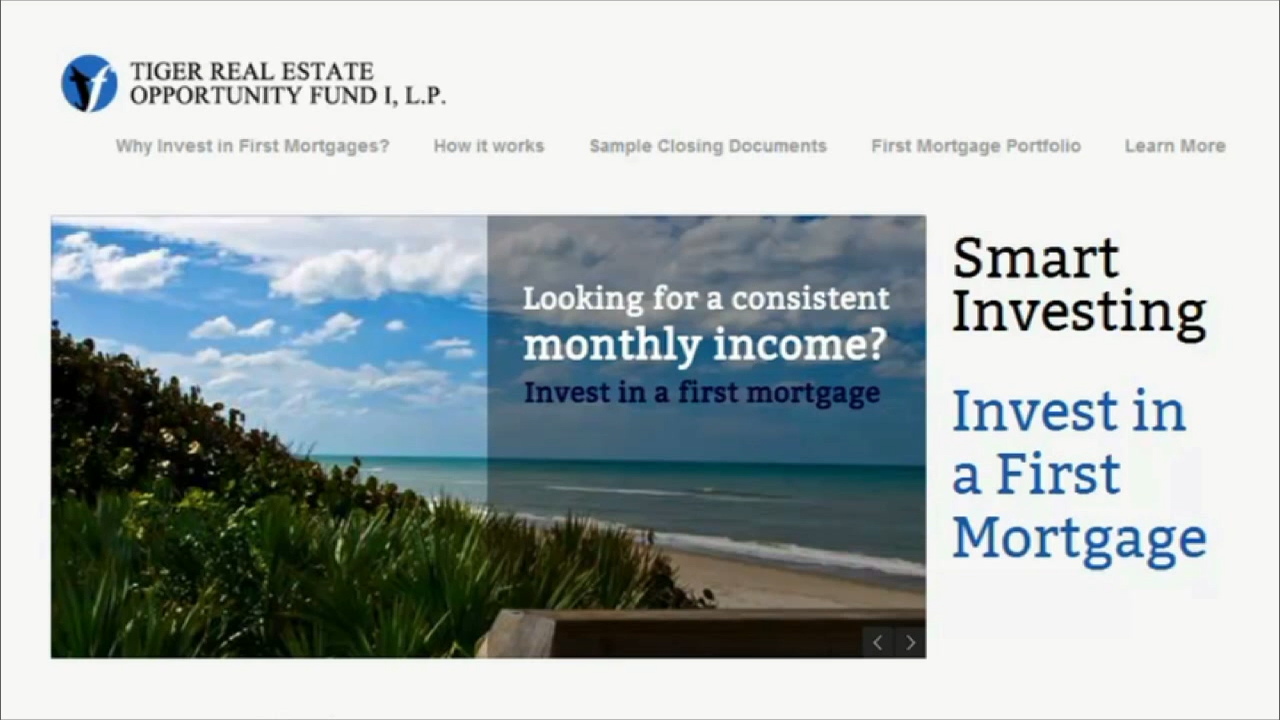 TIGER REAL ESTATE
OPPORTUNITY FUND I, L.P.
Why Invest in First Mortgages? How it works Sample Closing Documents First Mortgage Portfolio Learn More
Looking for a consistent
monthly income?
Invest in a first mortgage
Smart
Investing
Invest in
a First
Mortgage